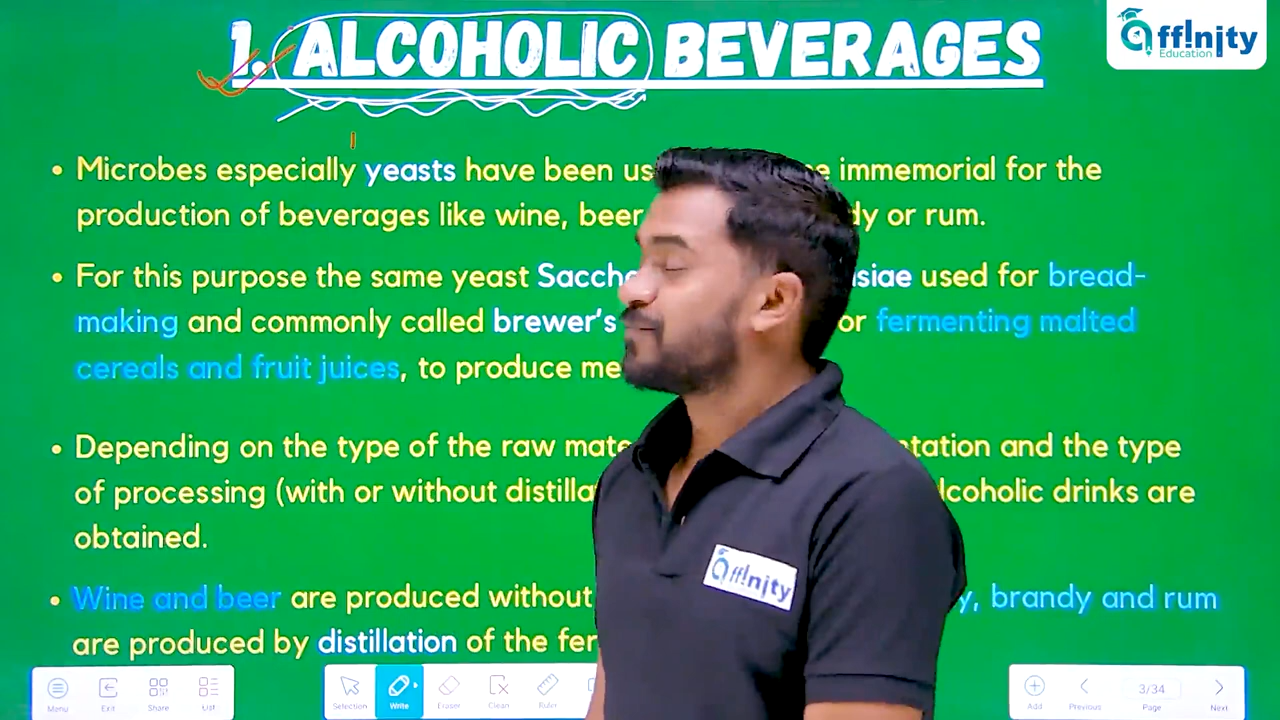 1. ALCOHOLIC BEVERAGES
Affinity
Education
• Microbes especially yeasts have been us e immemorial for the
production of beverages like wine, beer dy or rum.
• For this purpose the same yeast Saccha siae used for bread-
making and commonly called brewer's or fermenting malted
cereals and fruit juices, to produce
• Depending on the type of the raw mate ntation and the type
of processing (with or without distilla lcoholic drinks are
obtained.
• Wine and beer are produced without y, brandy and rum
are produced by distillation of the fer
Affinity
Menu Exit Share List Selection Write Eraser Clean Ruler Add Previous 3/34 Page Next